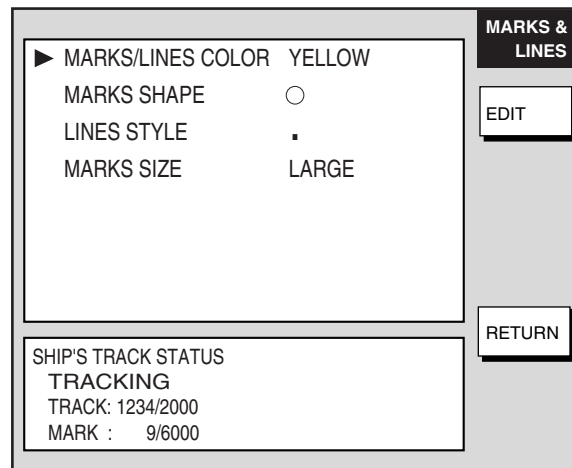 MARKS &
LINES
▶ MARKS/LINES COLOR YELLOW
MARKS SHAPE ○
LINES STYLE .
MARKS SIZE LARGE
EDIT
RETURN
SHIP'S TRACK STATUS
TRACKING
TRACK: 1234/2000
MARK : 9/6000